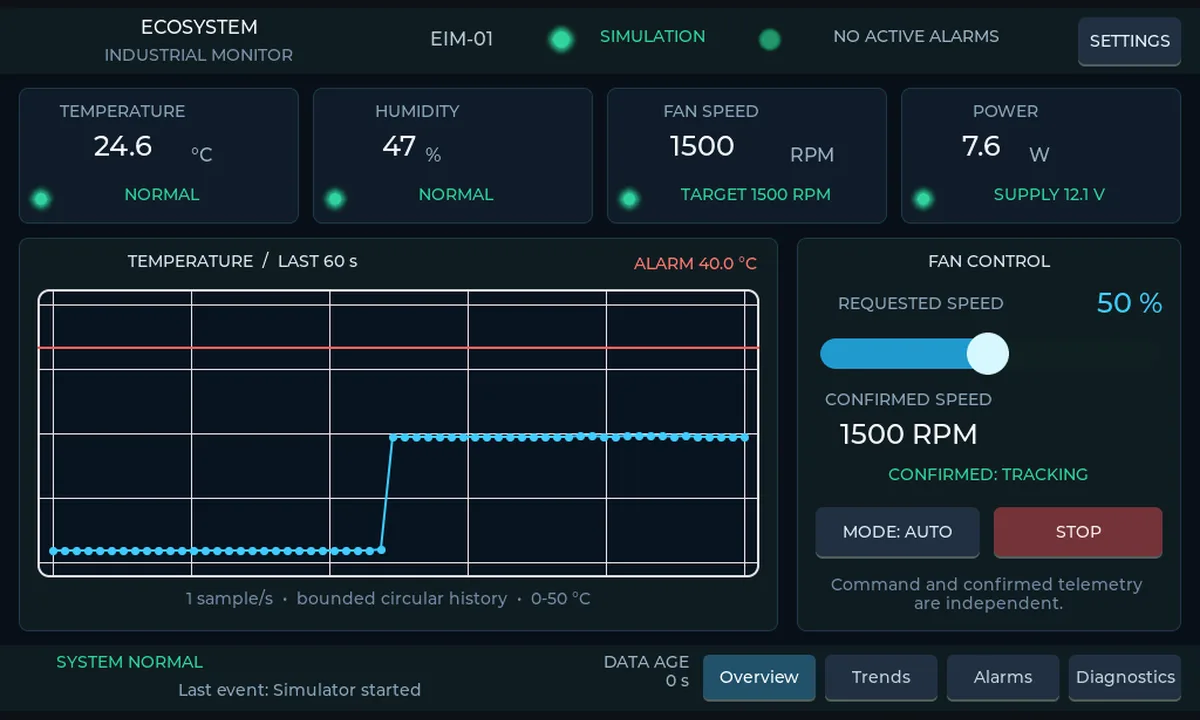 ECOSYSTEM
INDUSTRIAL MONITOR
EIM-01
SIMULATION
NO ACTIVE ALARMS
SETTINGS
TEMPERATURE
24.6 °C
NORMAL
HUMIDITY
47 %
NORMAL
FAN SPEED
1500 RPM
TARGET 1500 RPM
POWER
7.6 W
SUPPLY 12.1 V
TEMPERATURE / LAST 60 s
ALARM 40.0 °C
1 sample/s • bounded circular history • 0-50 °C
FAN CONTROL
REQUESTED SPEED
50 %
CONFIRMED SPEED
1500 RPM
CONFIRMED: TRACKING
MODE: AUTO
STOP
Command and confirmed telemetry
are independent.
SYSTEM NORMAL
Last event: Simulator started
DATA AGE
0 s
Overview
Trends
Alarms
Diagnostics